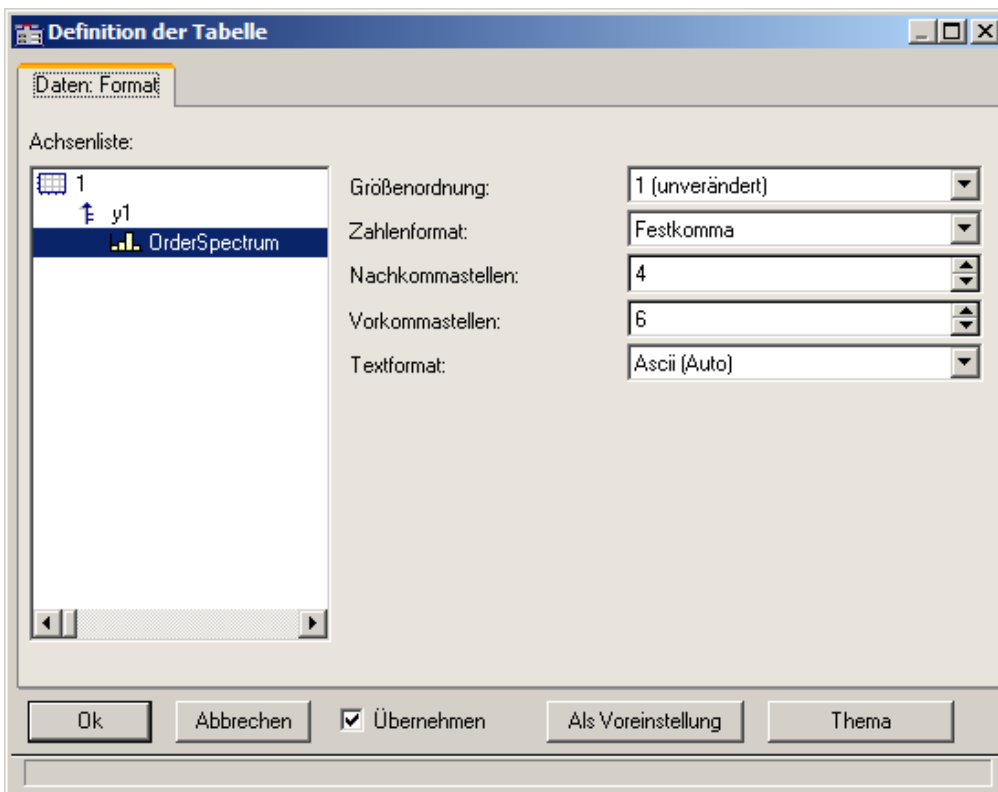 Definition der Tabelle
Daten: Format
Achsenliste:
1
y1
OrderSpectrum
Größenordnung: 1 (unverändert)
Zahlenformat: Festkomma
Nachkommastellen: 4
Vorkommastellen: 6
Textformat: Ascii (Auto)
Ok Abbrechen Übernehmen Als Voreinstellung Thema